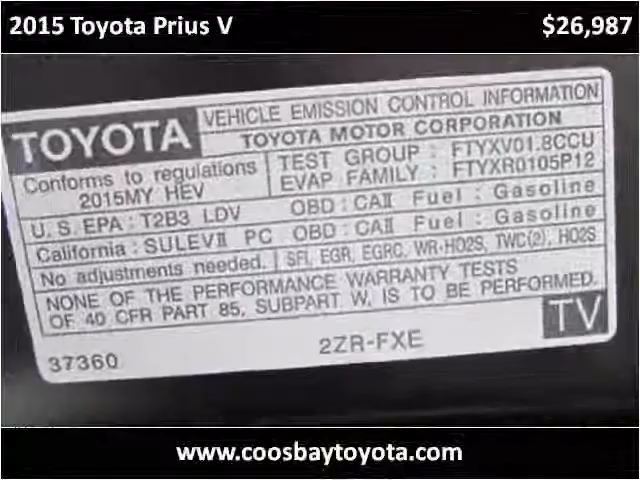 2015 Toyota Prius V $26,987
TOYOTA VEHICLE EMISSION CONTROL INFORMATION
TOYOTA MOTOR CORPORATION
Conforms to regulations TEST GROUP : FTYXV01.8CCU
2015MY HEV EVAP FAMILY : FTYXR0105P12
U.S. EPA : T2B3 LDV OBD : CAⅡ Fuel : Gasoline
California : SULEVⅡ PC OBD : CAⅡ Fuel : Gasoline
No adjustments needed. SFI, EGR, EGRC, WR-HO2S, TWC(2), HO2S
NONE OF THE PERFORMANCE WARRANTY TESTS
OF 40 CFR PART 85, SUBPART W, IS TO BE PERFORMED.
TV
37360 2ZR-FXE
www.coosbaytoyota.com